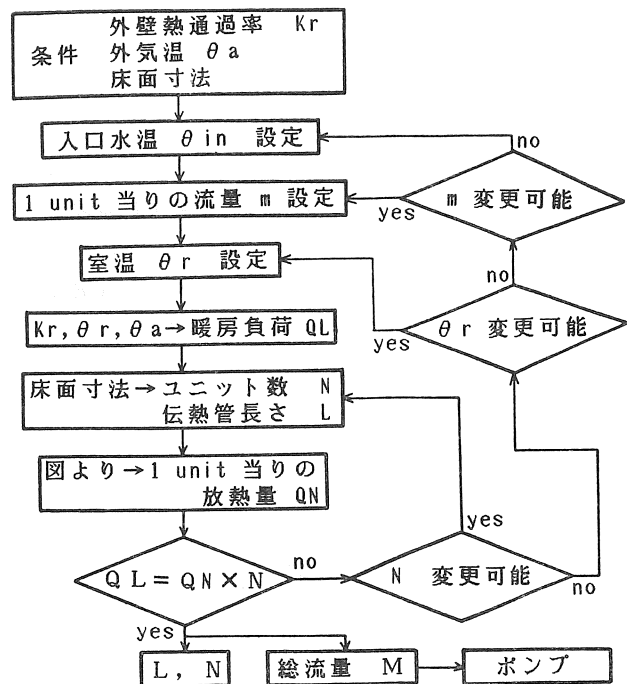 外壁熱通過率 Kr
条件 外気温 θa
床面寸法
入口水温 θin 設定
no
1 unit 当りの流量 m 設定
m 変更可能
yes
室温 θr 設定
no
θr 変更可能
yes
Kr,θr,θa→暖房負荷 QL
床面寸法→ユニット数 N
伝熱管長さ L
図より→1 unit 当りの
放熱量 QN
yes
QL=QN×N
no
N 変更可能
no
yes
L, N
総流量 M
ポンプ